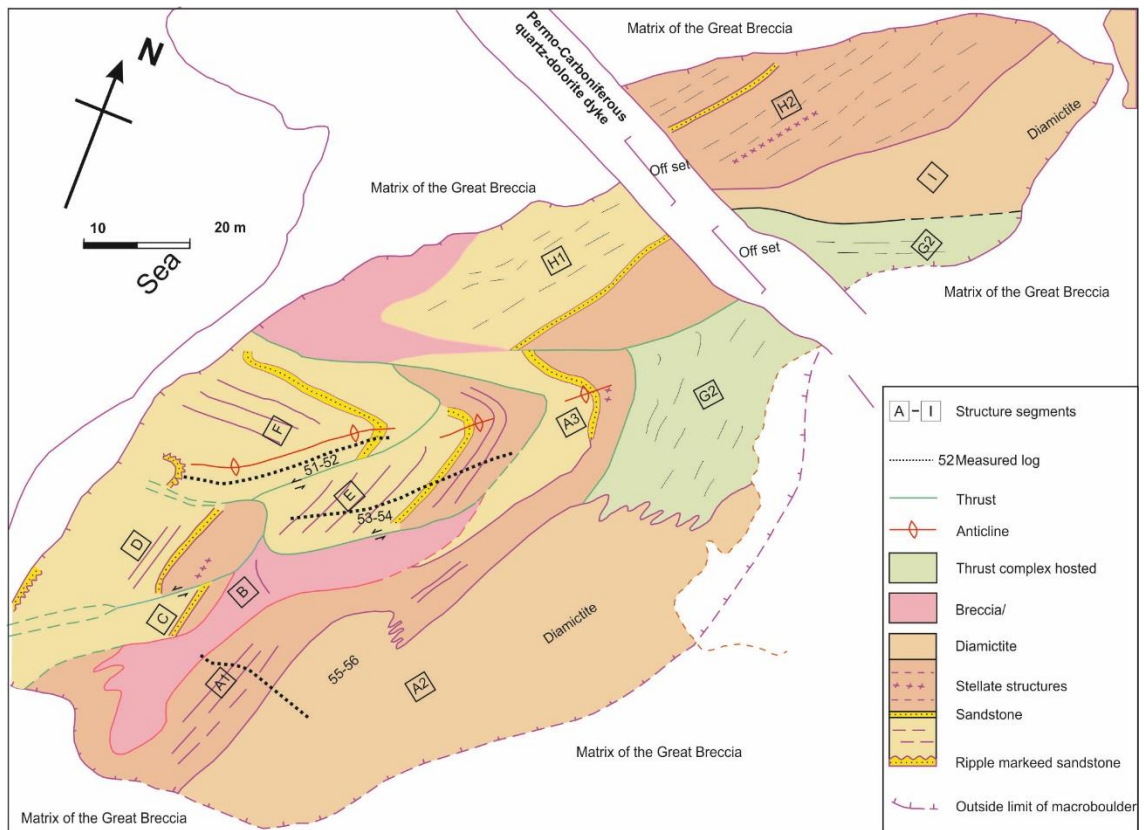 Matrix of the Great Breccia
N
Permo-Carboniferous
quartz-dolorite dyke
H2
Diamictite
I
Off set
G2
Matrix of the Great Breccia
10 20 m
Sea
H1
Off set
Matrix of the Great Breccia
G2
F
A3
51-52
E
53-54
D
B
C
A1
55-56
A2
Diamictite
Matrix of the Great Breccia
Matrix of the Great Breccia
A - I Structure segments
52 Measured log
Thrust
Anticline
Thrust complex hosted
Breccia/
Diamictite
Stellate structures
Sandstone
Ripple markeed sandstone
Outside limit of macroboulder